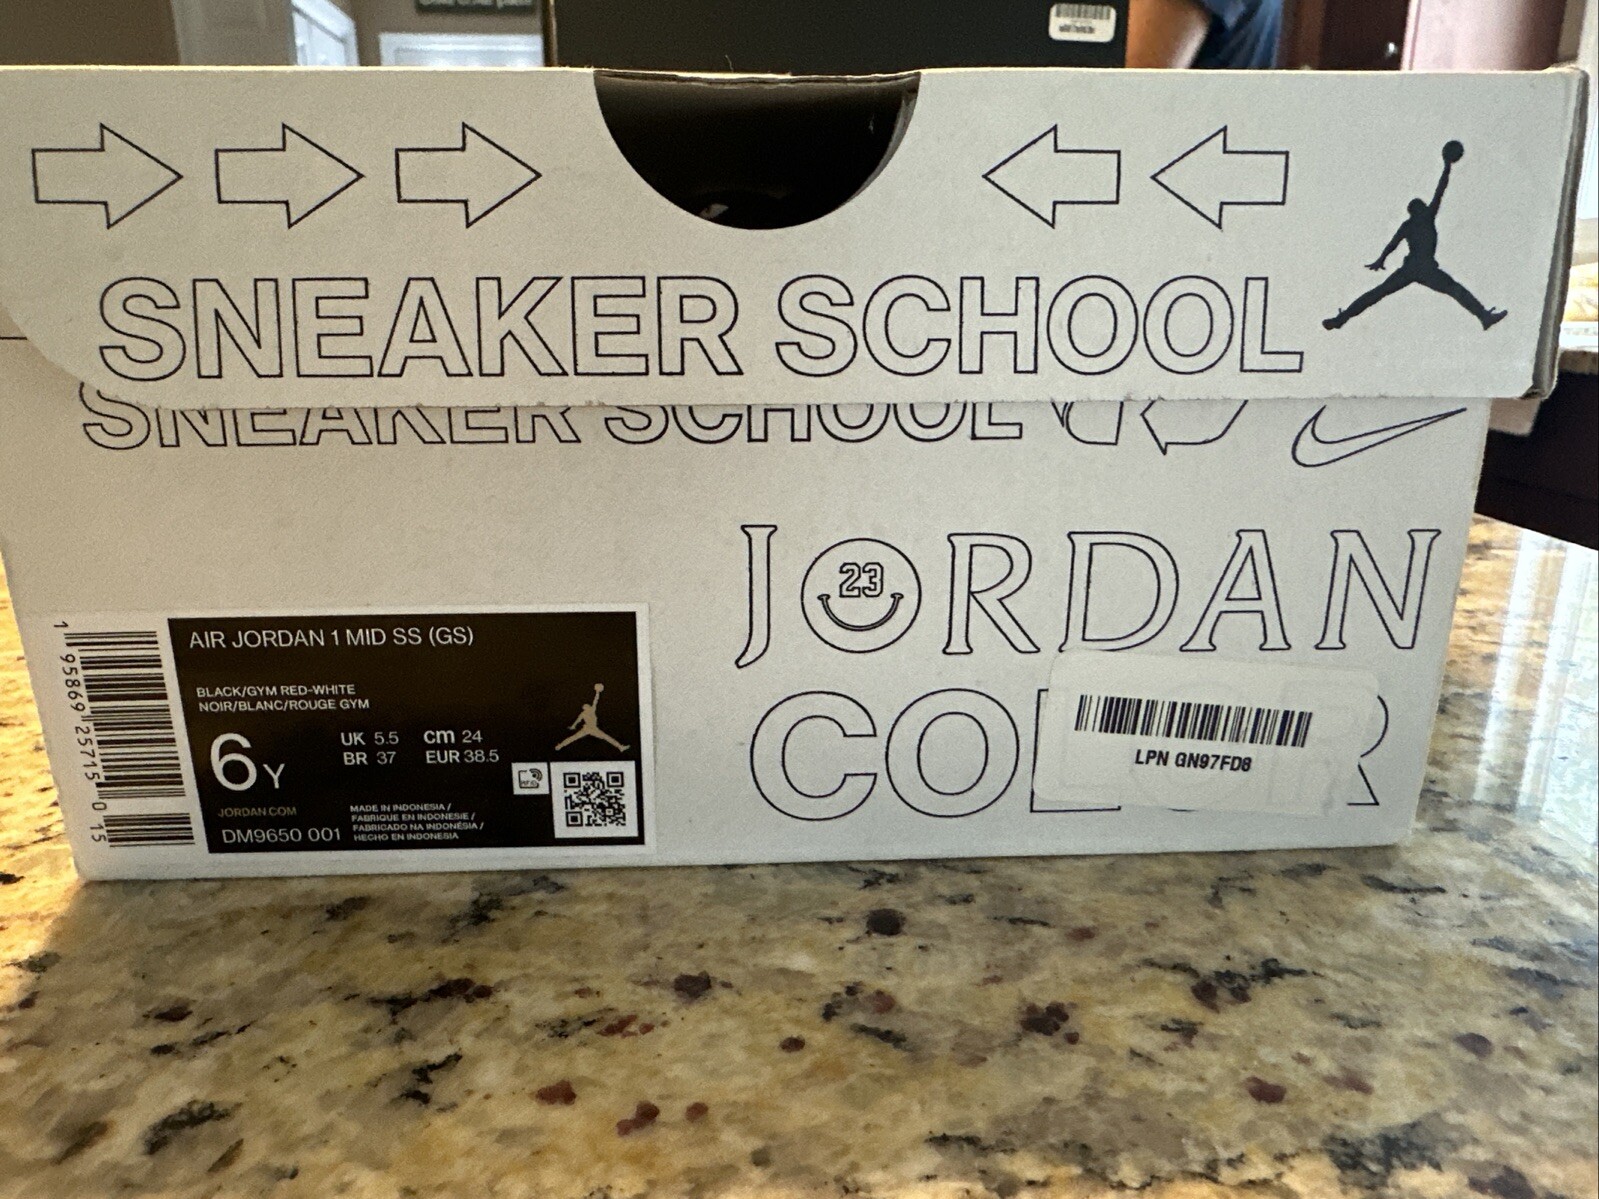 SNEAKER SCHOOL
SNEAKER SCHOOL
JORDAN
23
COLOR
LPN GN97FD8
AIR JORDAN 1 MID SS (GS)
BLACK/GYM RED-WHITE
NOIR/BLANC/ROUGE GYM
6Y
UK 5.5 cm 24
BR 37 EUR 38.5
JORDAN.COM
DM9650 001
MADE IN INDONESIA /
FABRIQUE EN INDONESIE /
FABRICADO NA INDONÉSIA /
HECHO EN INDONESIA
1 95869 25715 0 15